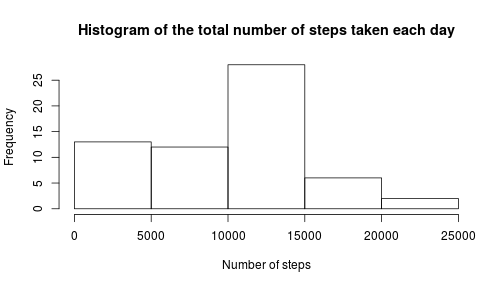 Histogram of the total number of steps taken each day
Frequency
25
20
15
10
5
0
0 5000 10000 15000 20000 25000
Number of steps